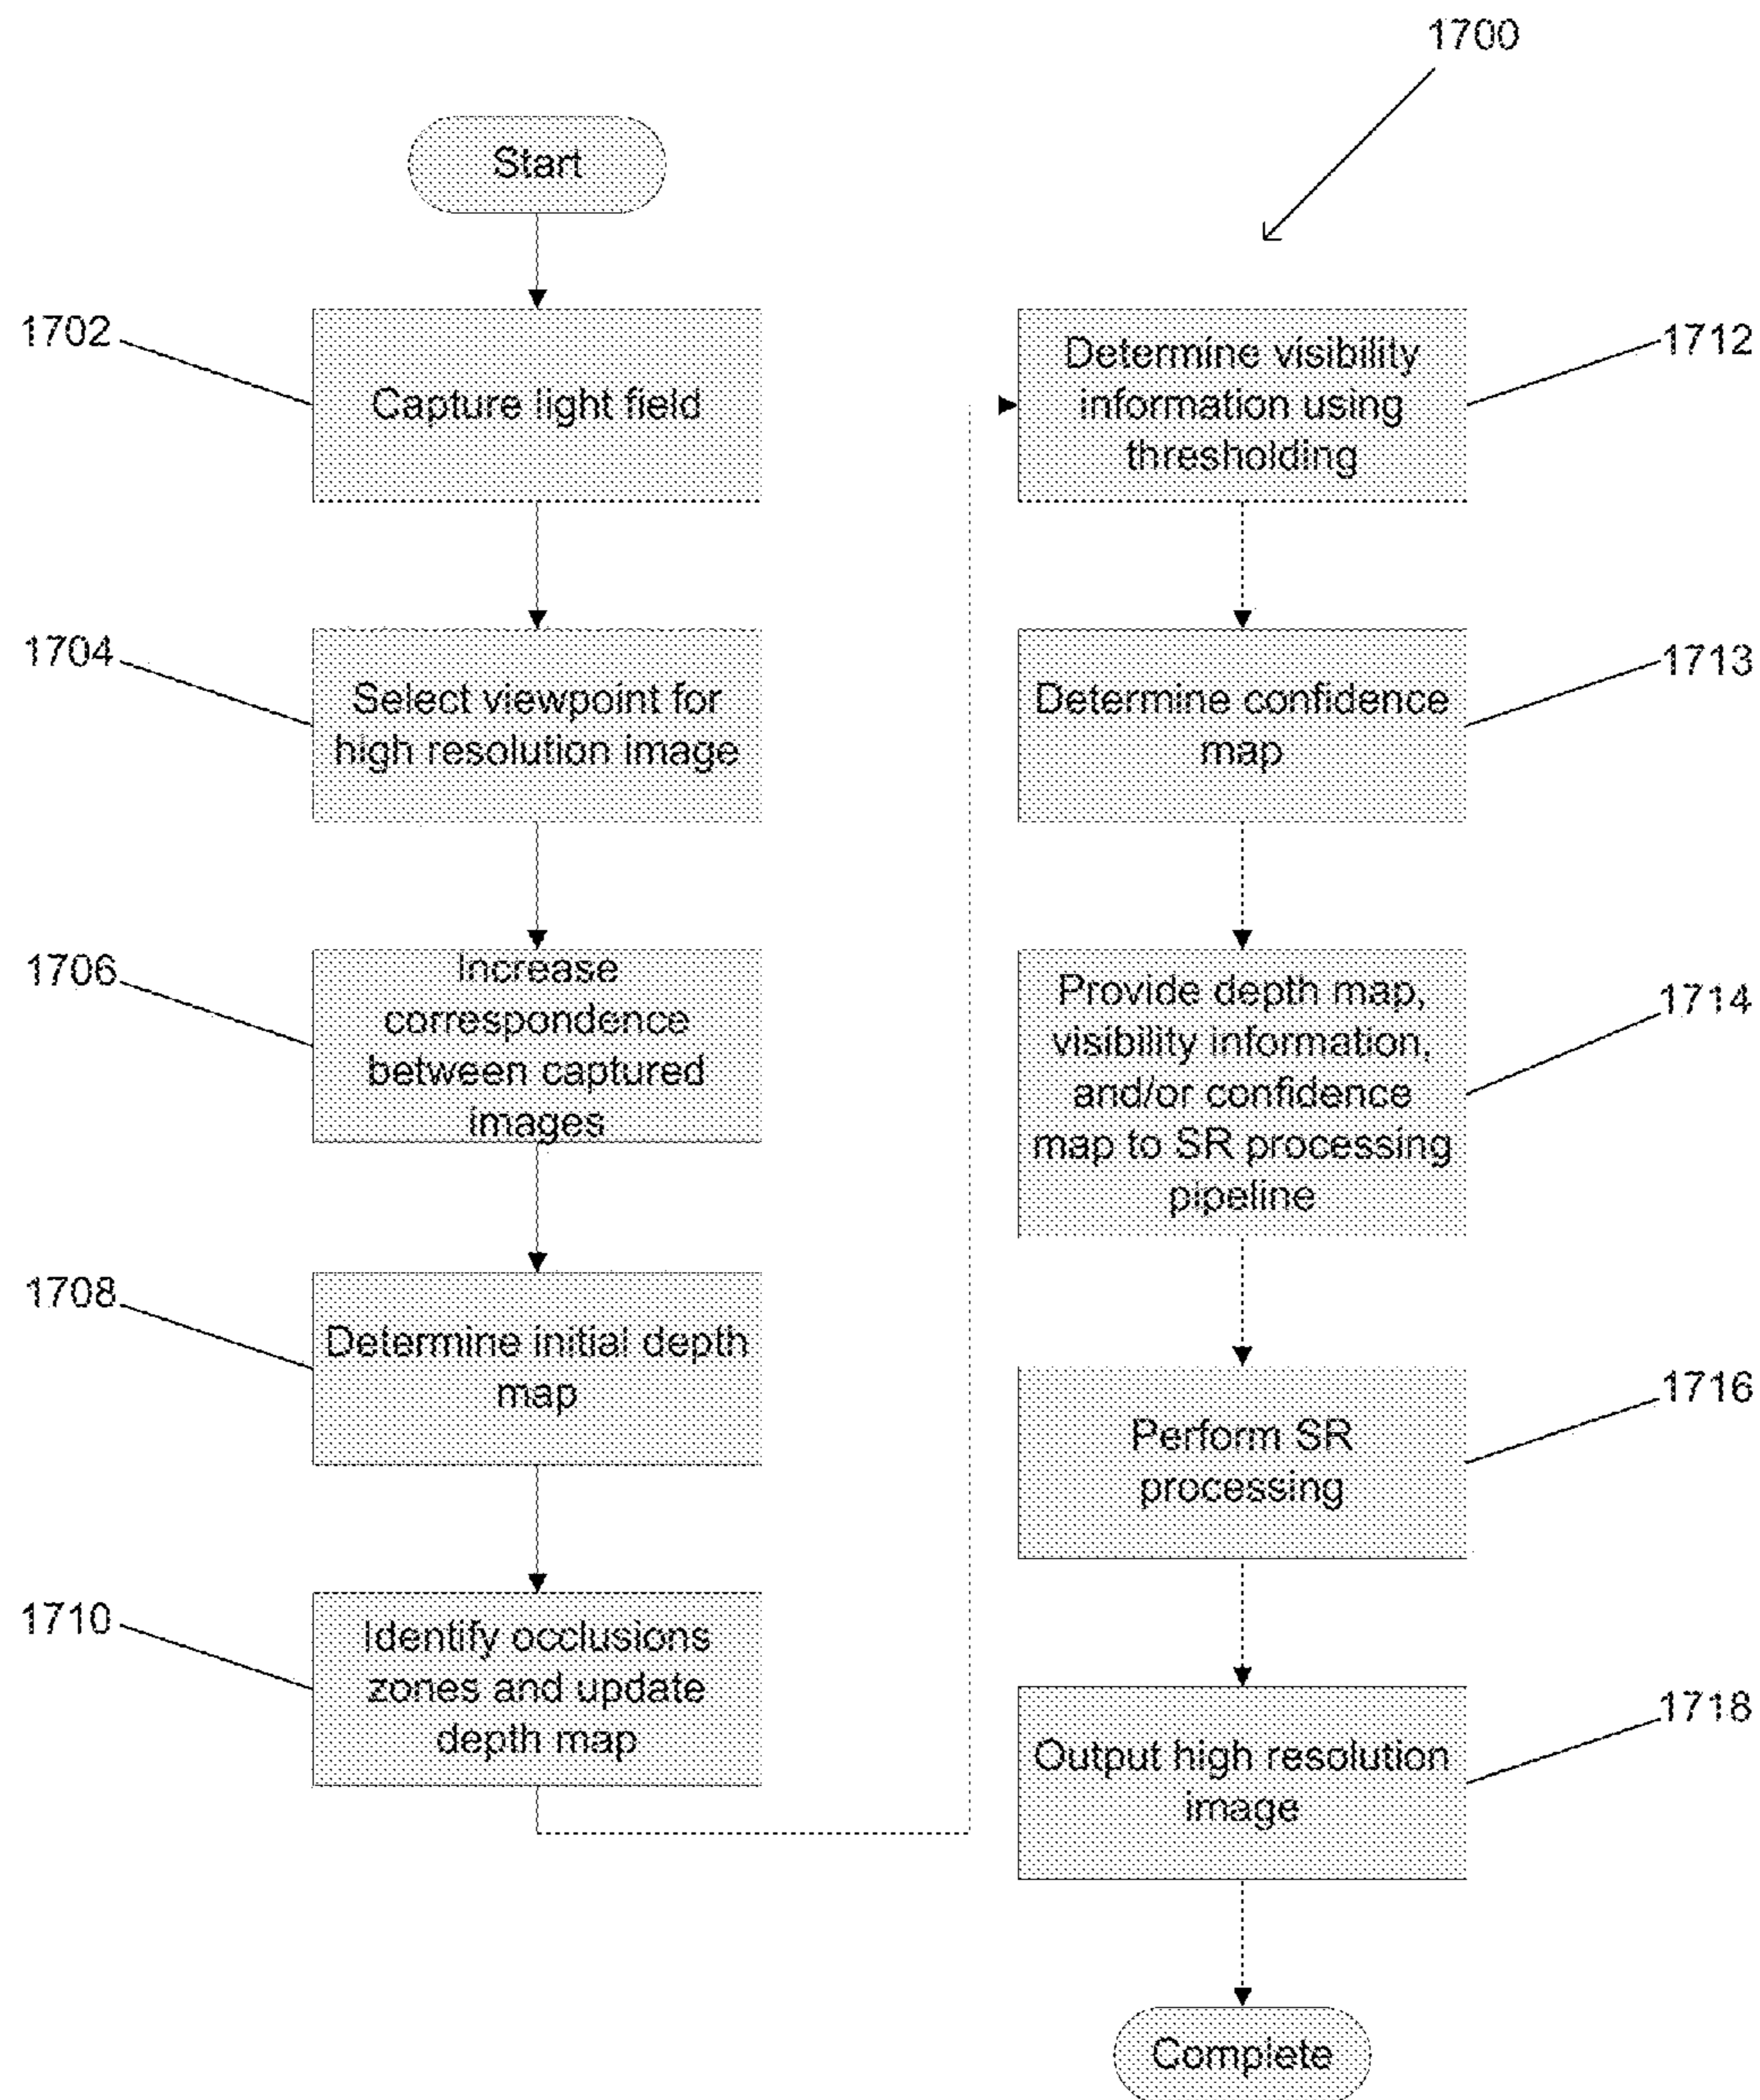 1700
Start
1702
Capture light field
1704
Select viewpoint for
high resolution image
1706
Increase
correspondence
between captured
images
1708
Determine initial depth
map
1710
Identify occlusions
zones and update
depth map
1712
Determine visibility
information using
thresholding
1713
Determine confidence
map
1714
Provide depth map,
visibility information,
and/or confidence
map to SR processing
pipeline
1716
Perform SR
processing
1718
Output high resolution
image
Complete